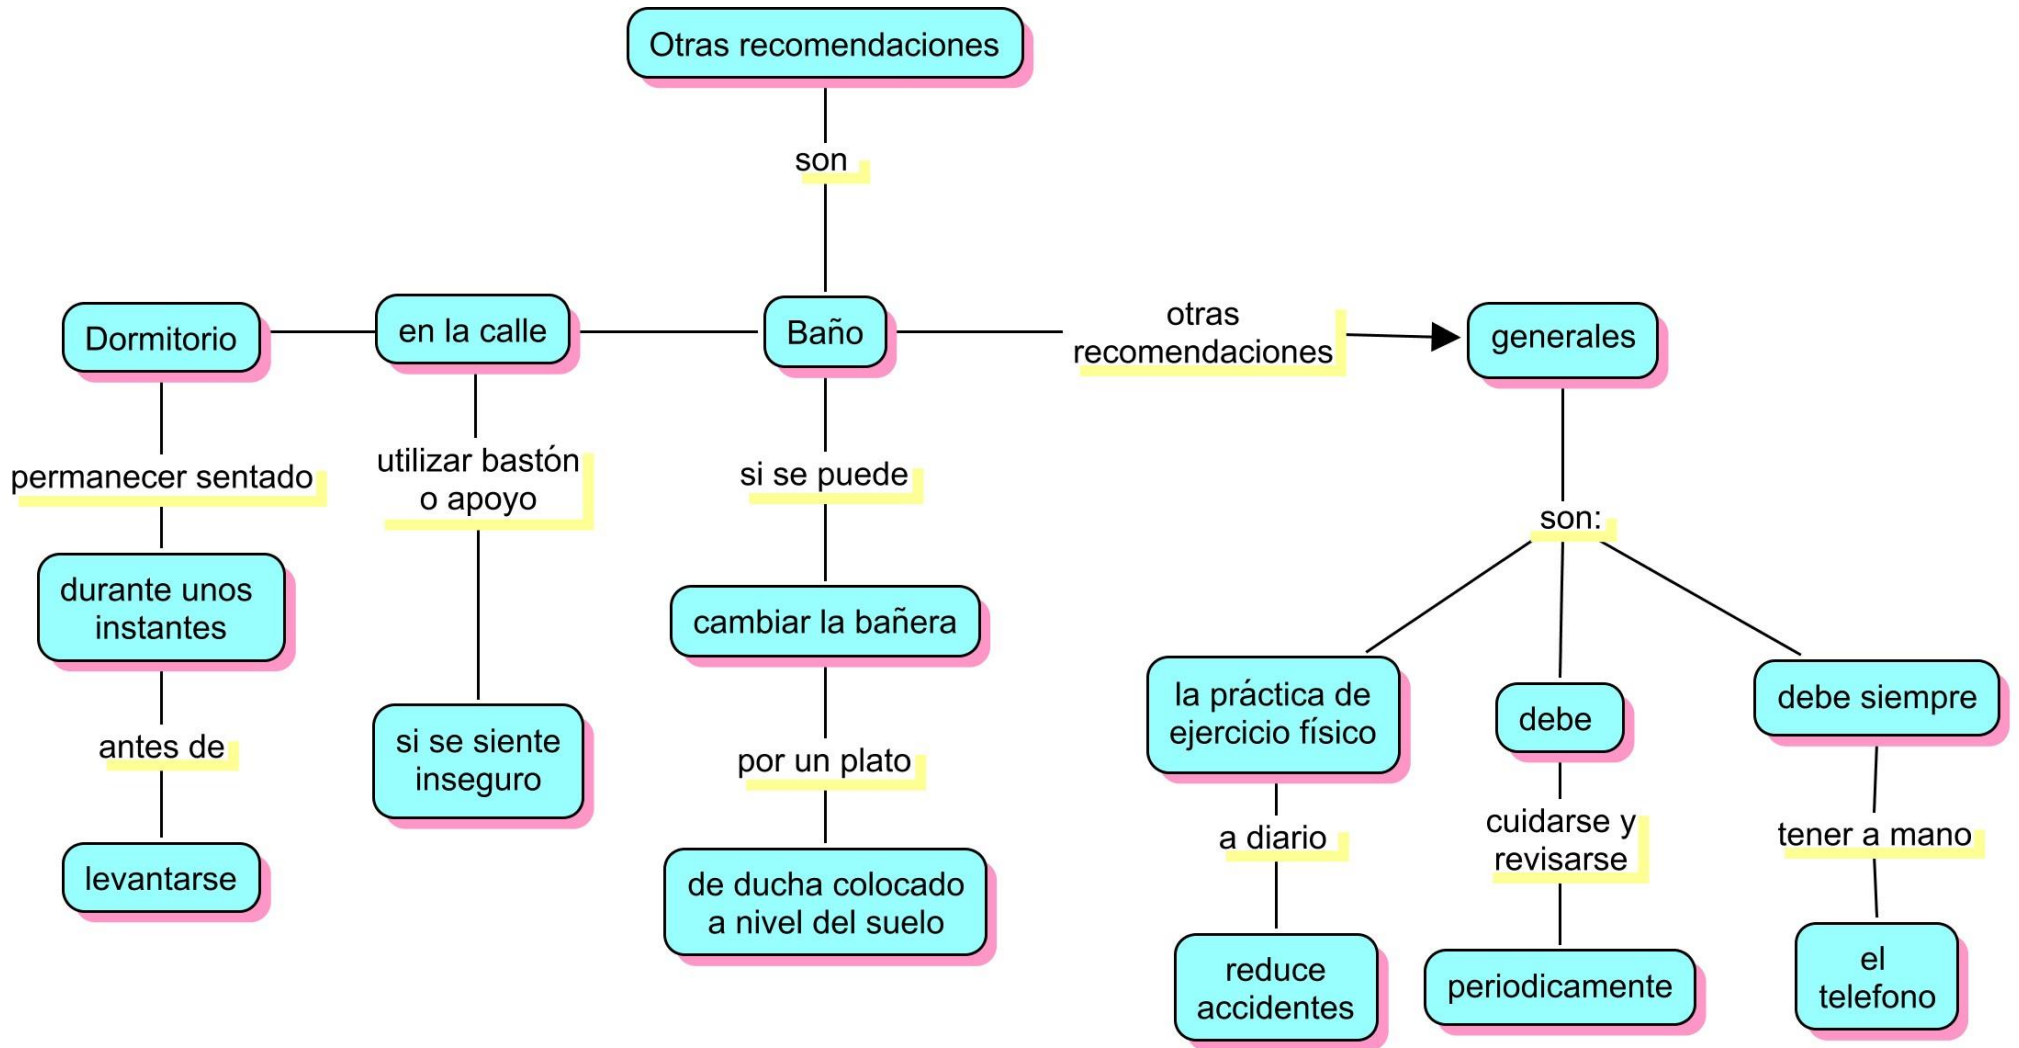 Otras recomendaciones
son
Dormitorio
en la calle
Baño
otras
recomendaciones
generales
permanecer sentado
utilizar bastón
o apoyo
si se puede
son:
durante unos
instantes
cambiar la bañera
la práctica de
ejercicio físico
debe
debe siempre
antes de
si se siente
inseguro
por un plato
a diario
cuidarse y
revisarse
tener a mano
levantarse
de ducha colocado
a nivel del suelo
reduce
accidentes
periodicamente
el
telefono